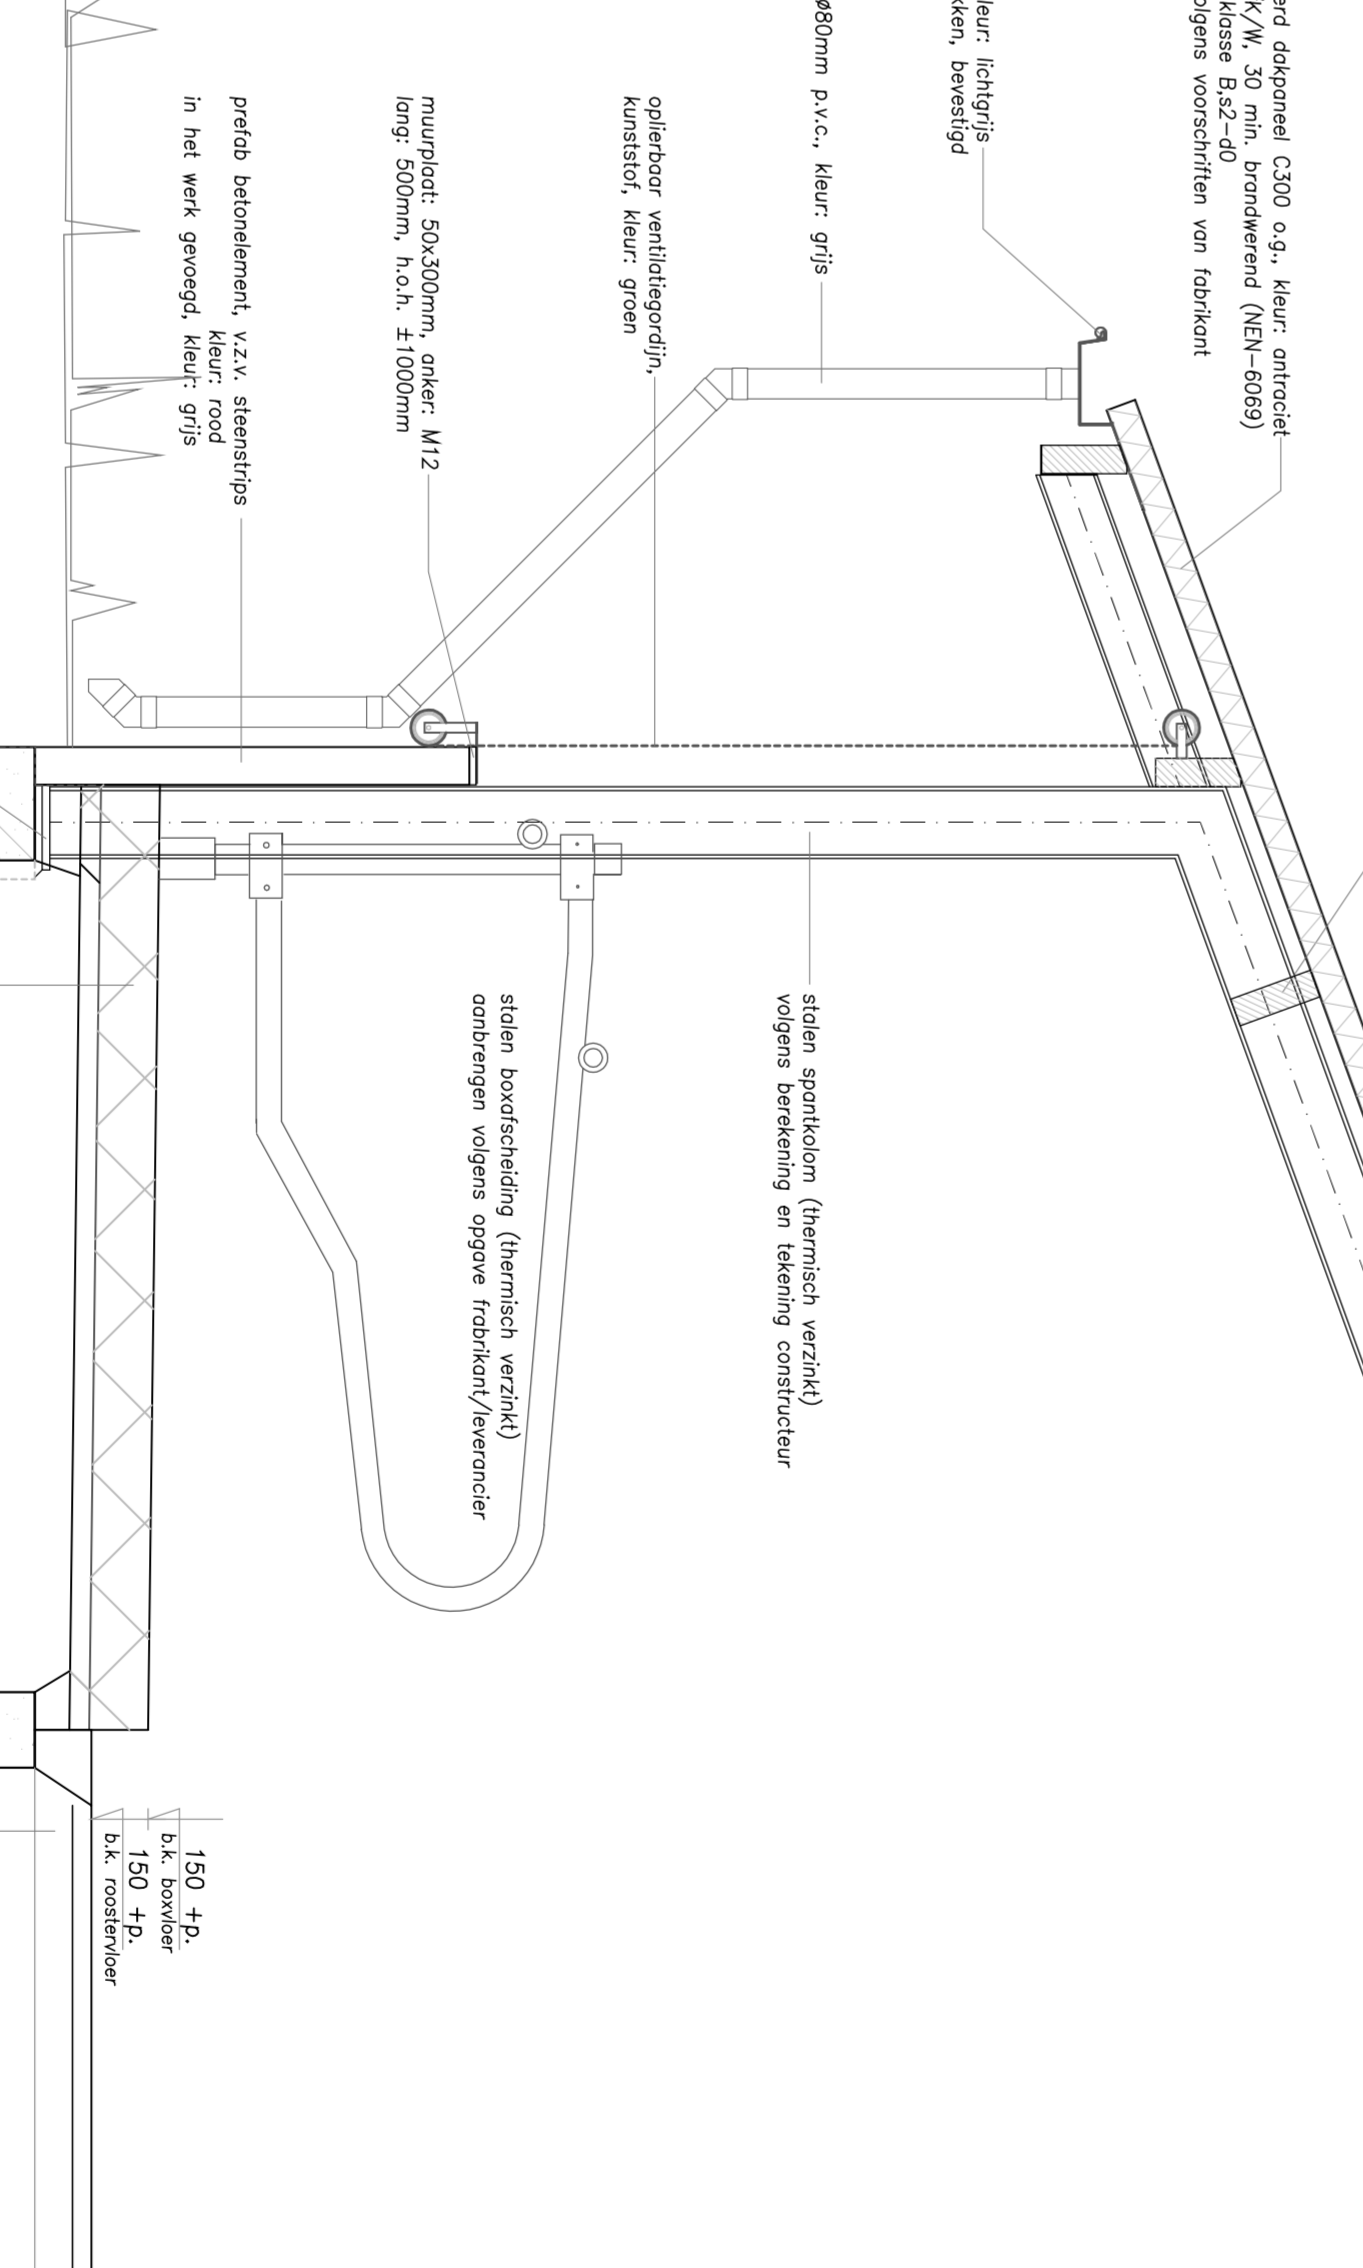 erd dakpaneel C300 o.g., kleur: antraciet
K/W, 30 min. brandwerend (NEN-6069)
klasse B,s2-d0
olgens voorschriften van fabrikant
leur: lichtgrijs
kken, bevestigd
ø80mm p.v.c., kleur: grijs
oplierbaar ventilatiegordijn,
kunststof, kleur: groen
muurplaat: 50x300mm, anker: M12
lang: 500mm, h.o.h. ±1000mm
prefab betonelement, v.z.v. steenstrips
kleur: rood
in het werk gevoegd, kleur: grijs
stalen spantkolom (thermisch verzinkt)
volgens berekening en tekening constructeur
stalen boxafscheiding (thermisch verzinkt)
aanbrengen volgens opgave frabrikant/leverancier
150 +p.
b.k. boxvloer
150 +p.
b.k. roostervloer